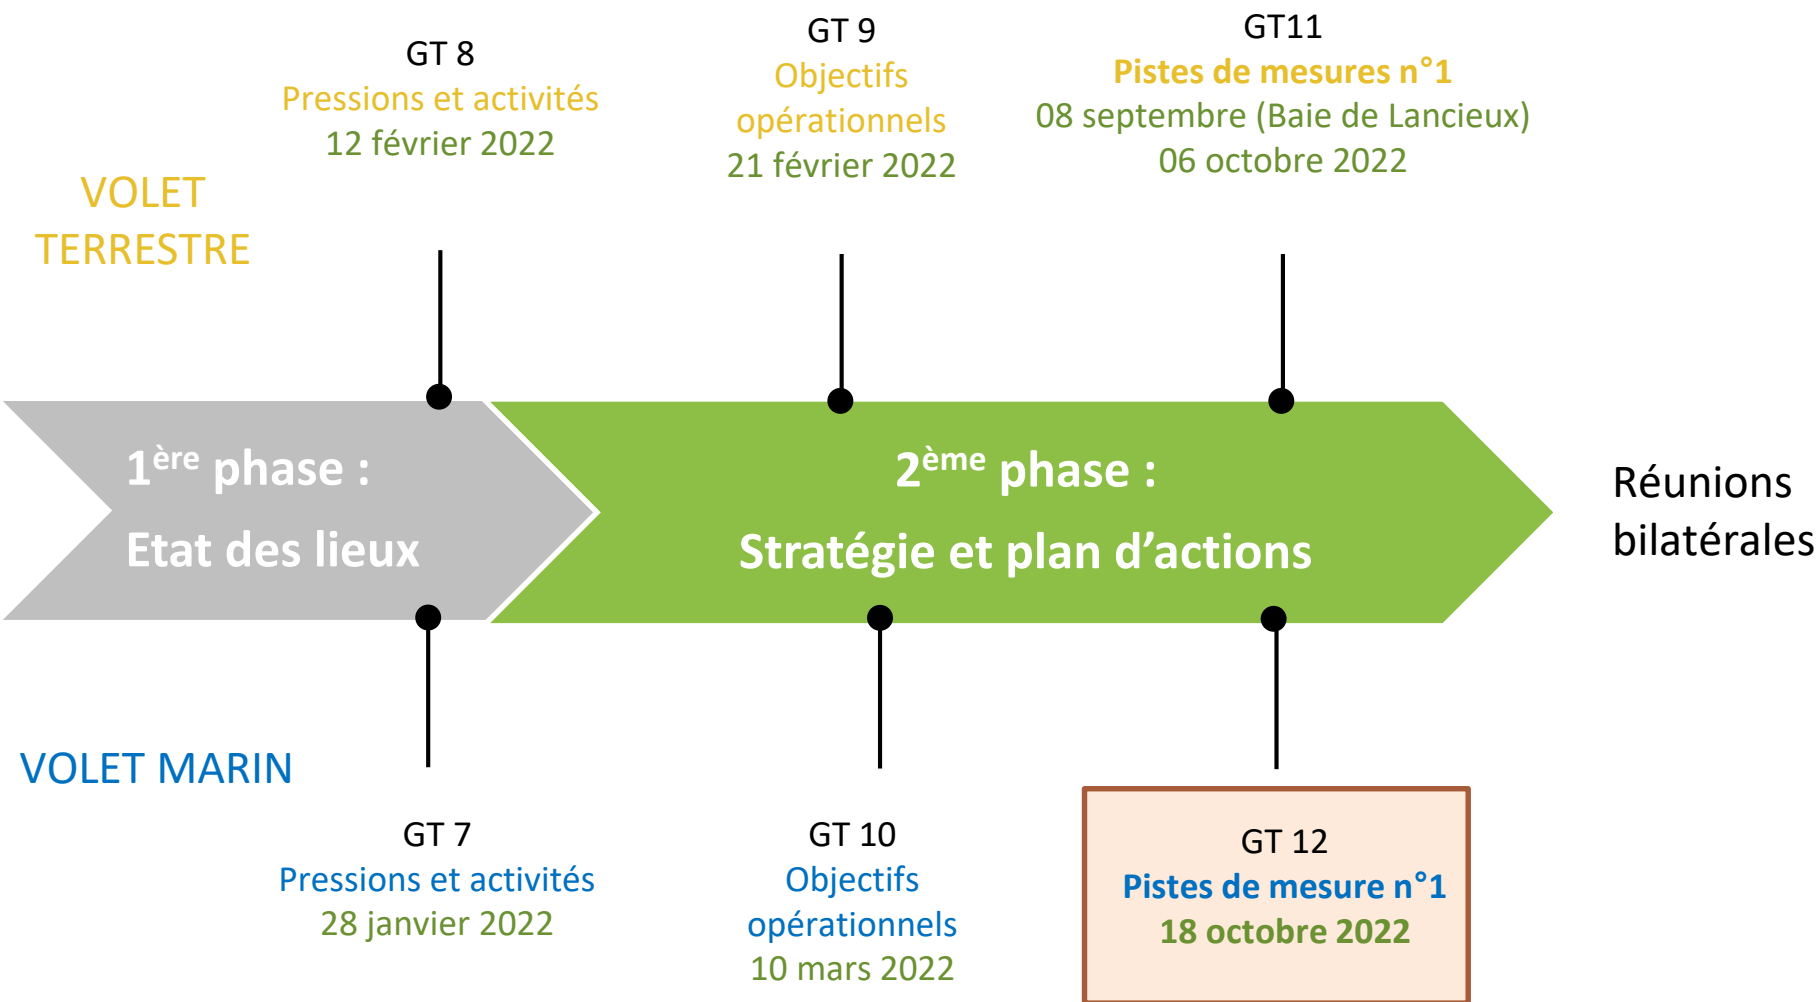 GT 8
Pressions et activités
12 février 2022
GT 9
Objectifs
opérationnels
21 février 2022
GT11
Pistes de mesures n°1
08 septembre (Baie de Lancieux)
06 octobre 2022
VOLET
TERRESTRE
1ère phase :
Etat des lieux
2ème phase :
Stratégie et plan d’actions
Réunions
bilatérales
VOLET MARIN
GT 7
Pressions et activités
28 janvier 2022
GT 10
Objectifs
opérationnels
10 mars 2022
GT 12
Pistes de mesure n°1
18 octobre 2022